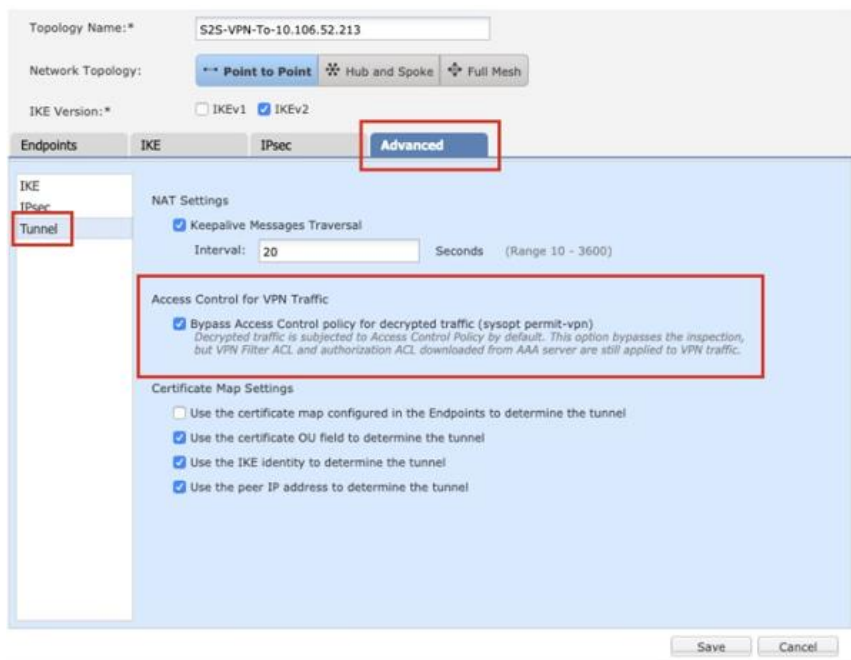 Topology Name:* S2S-VPN-To-10.106.52.213
Network Topology: Point to Point Hub and Spoke Full Mesh
IKE Version:* IKEv1 IKEv2
Endpoints IKE IPsec Advanced
IKE
IPsec
Tunnel
NAT Settings
Keepalive Messages Traversal
Interval: 20 Seconds (Range 10 - 3600)
Access Control for VPN Traffic
Bypass Access Control policy for decrypted traffic (sysopt permit-vpn)
Decrypted traffic is subjected to Access Control Policy by default. This option bypasses the inspection,
but VPN Filter ACL and authorization ACL downloaded from AAA server are still applied to VPN traffic.
Certificate Map Settings
Use the certificate map configured in the Endpoints to determine the tunnel
Use the certificate OU field to determine the tunnel
Use the IKE identity to determine the tunnel
Use the peer IP address to determine the tunnel
Save Cancel